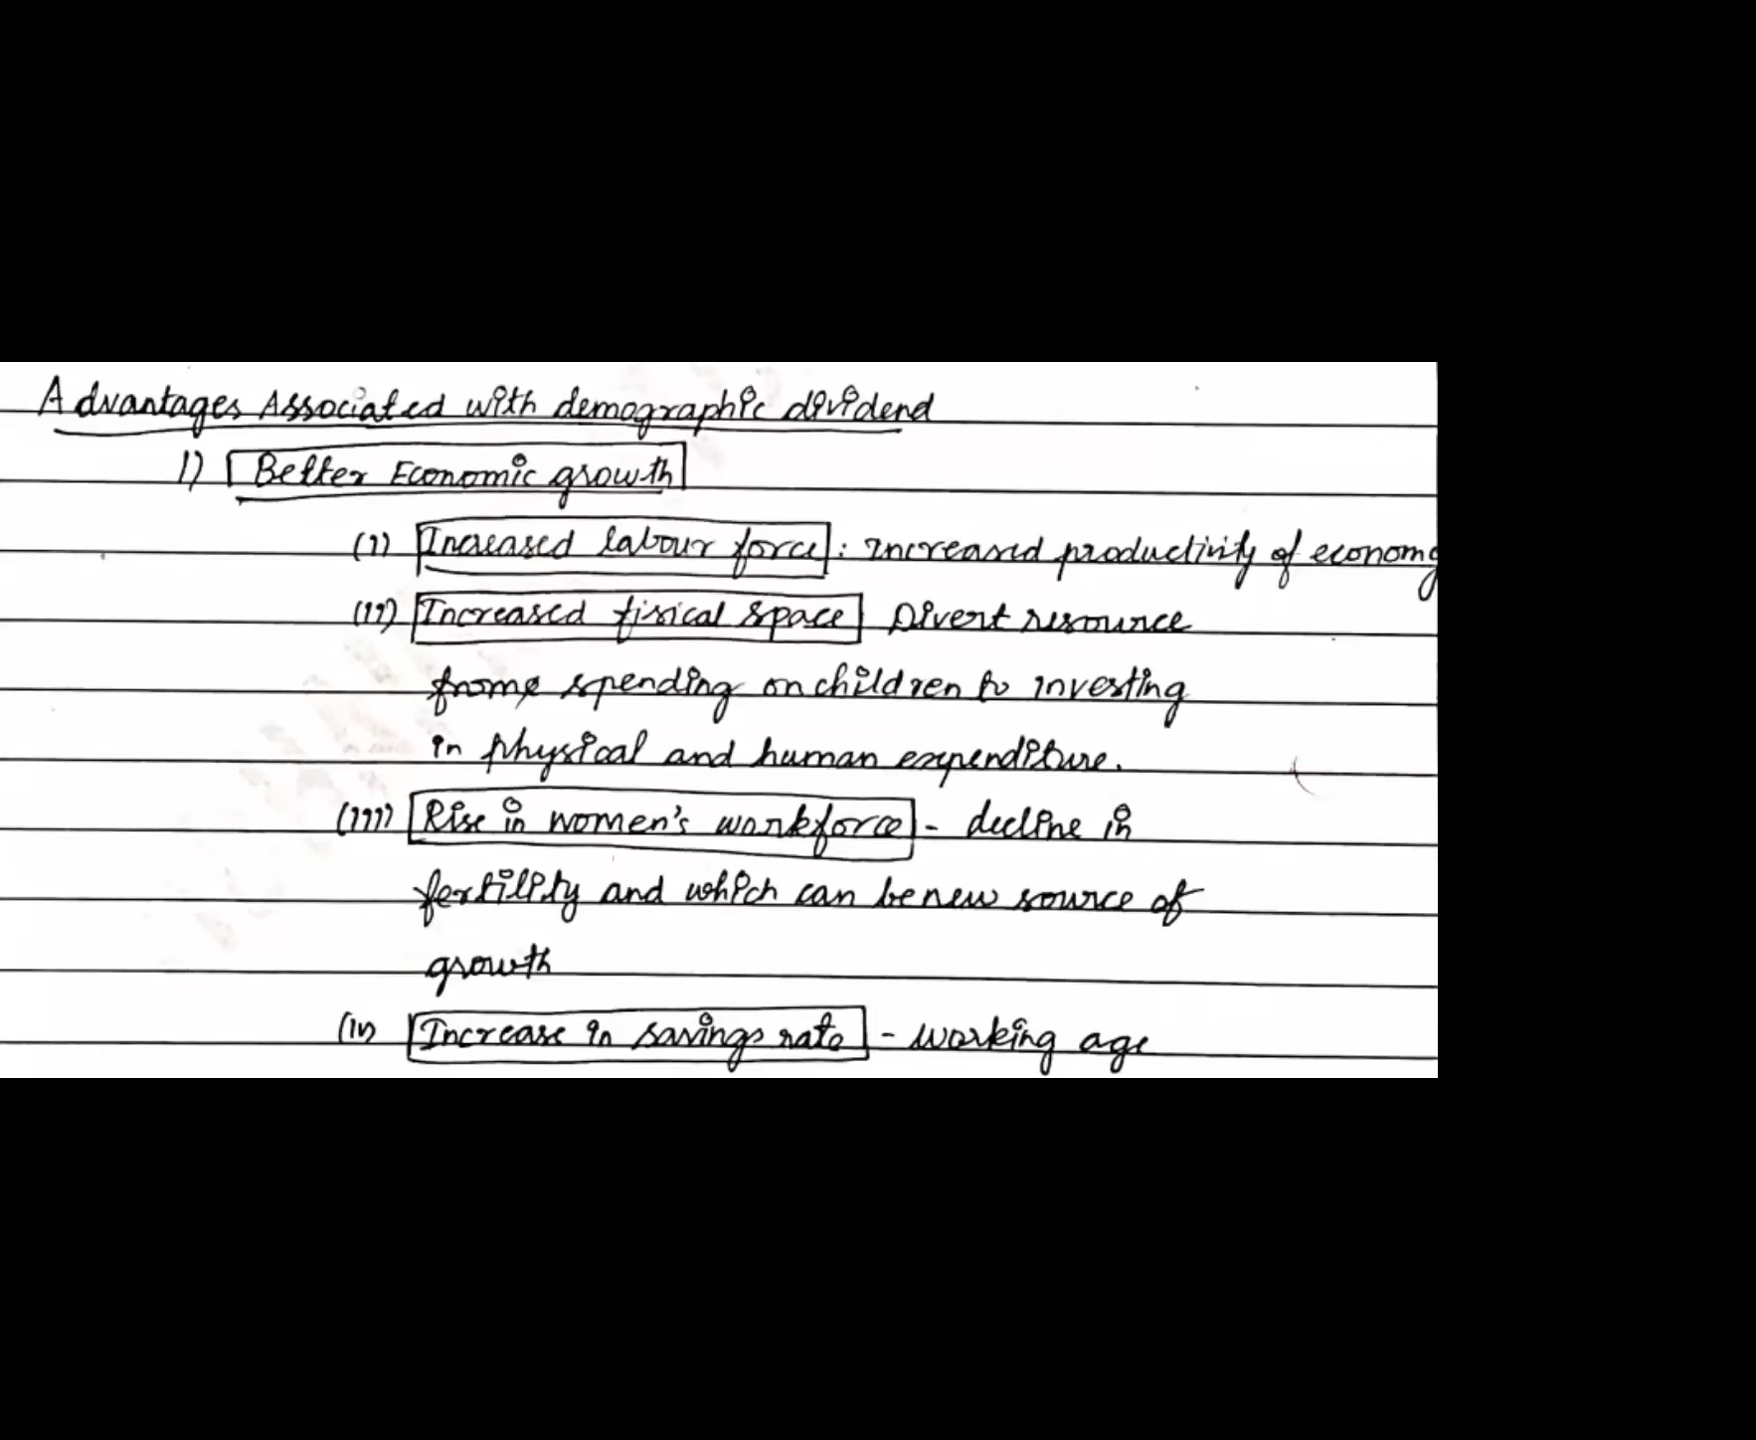 Advantages Associated with demographic dividend
1) Better Economic growth
(i) Increased labour force : increased productivity of economy
(ii) Increased fisical space Divert resource
from spending on children to investing
in physical and human expenditure.
(iii) Rise in women's workforce - decline in
fertility and which can be new source of
growth
(iv) Increase in savings rate - working age